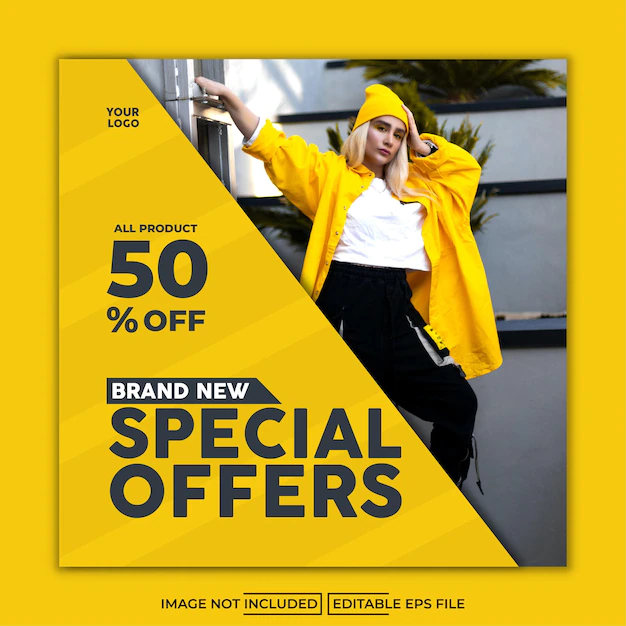 YOUR
LOGO
ALL PRODUCT
50
% OFF
BRAND NEW
SPECIAL
OFFERS
IMAGE NOT INCLUDED EDITABLE EPS FILE